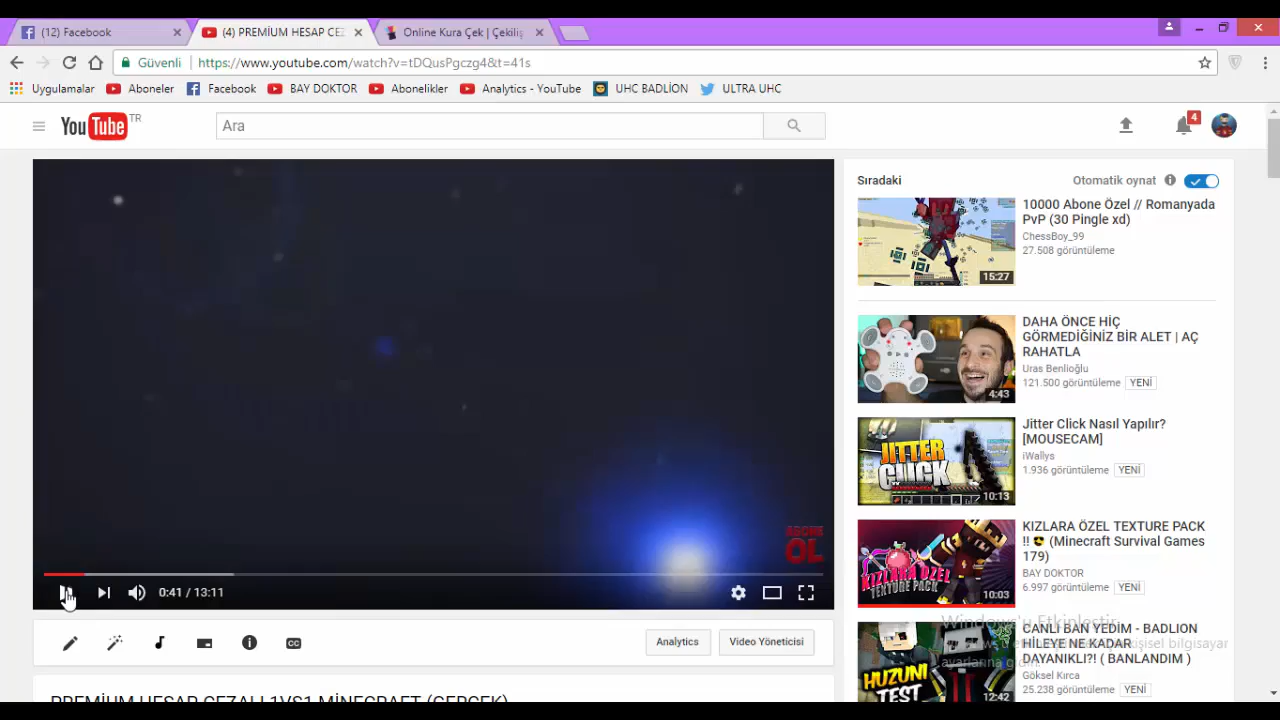 (12) Facebook
(4) PREMİUM HESAP CEZ
Online Kura Çek | Çekiliş
Güvenli
https://www.youtube.com/watch?v=tDQusPgczg4&t=41s
Uygulamalar
Aboneler
Facebook
BAY DOKTOR
Abonelikler
Analytics - YouTube
UHC BADLİON
ULTRA UHC
YouTube TR
Ara
4
Sıradaki
Otomatik oynat
10000 Abone Özel // Romanyada
PvP (30 Pingle xd)
ChessBoy_99
27.508 görüntüleme
15:27
DAHA ÖNCE HİÇ
GÖRMEDİĞİNİZ BİR ALET | AÇ
RAHATLA
Uras Benlioğlu
121.500 görüntüleme YENİ
4:43
Jitter Click Nasıl Yapılır?
[MOUSECAM]
iWallys
1.936 görüntüleme YENİ
JITTER
CLICK
10:13
KIZLARA ÖZEL TEXTURE PACK
!! (Minecraft Survival Games
179)
BAY DOKTOR
6.997 görüntüleme YENİ
KIZLARA ÖZEL
TEXTURE PACK
10:03
CANLI BAN YEDİM - BADLION
HİLEYE NE KADAR
DAYANIKLI?! ( BANLANDIM )
Göksel Kırca
25.238 görüntüleme YENİ
HUZUNİ
TEST
12:42
Windows'u Etkinleştir
ABONE
OL
0:41 / 13:11
CC
Analytics
Video Yöneticisi